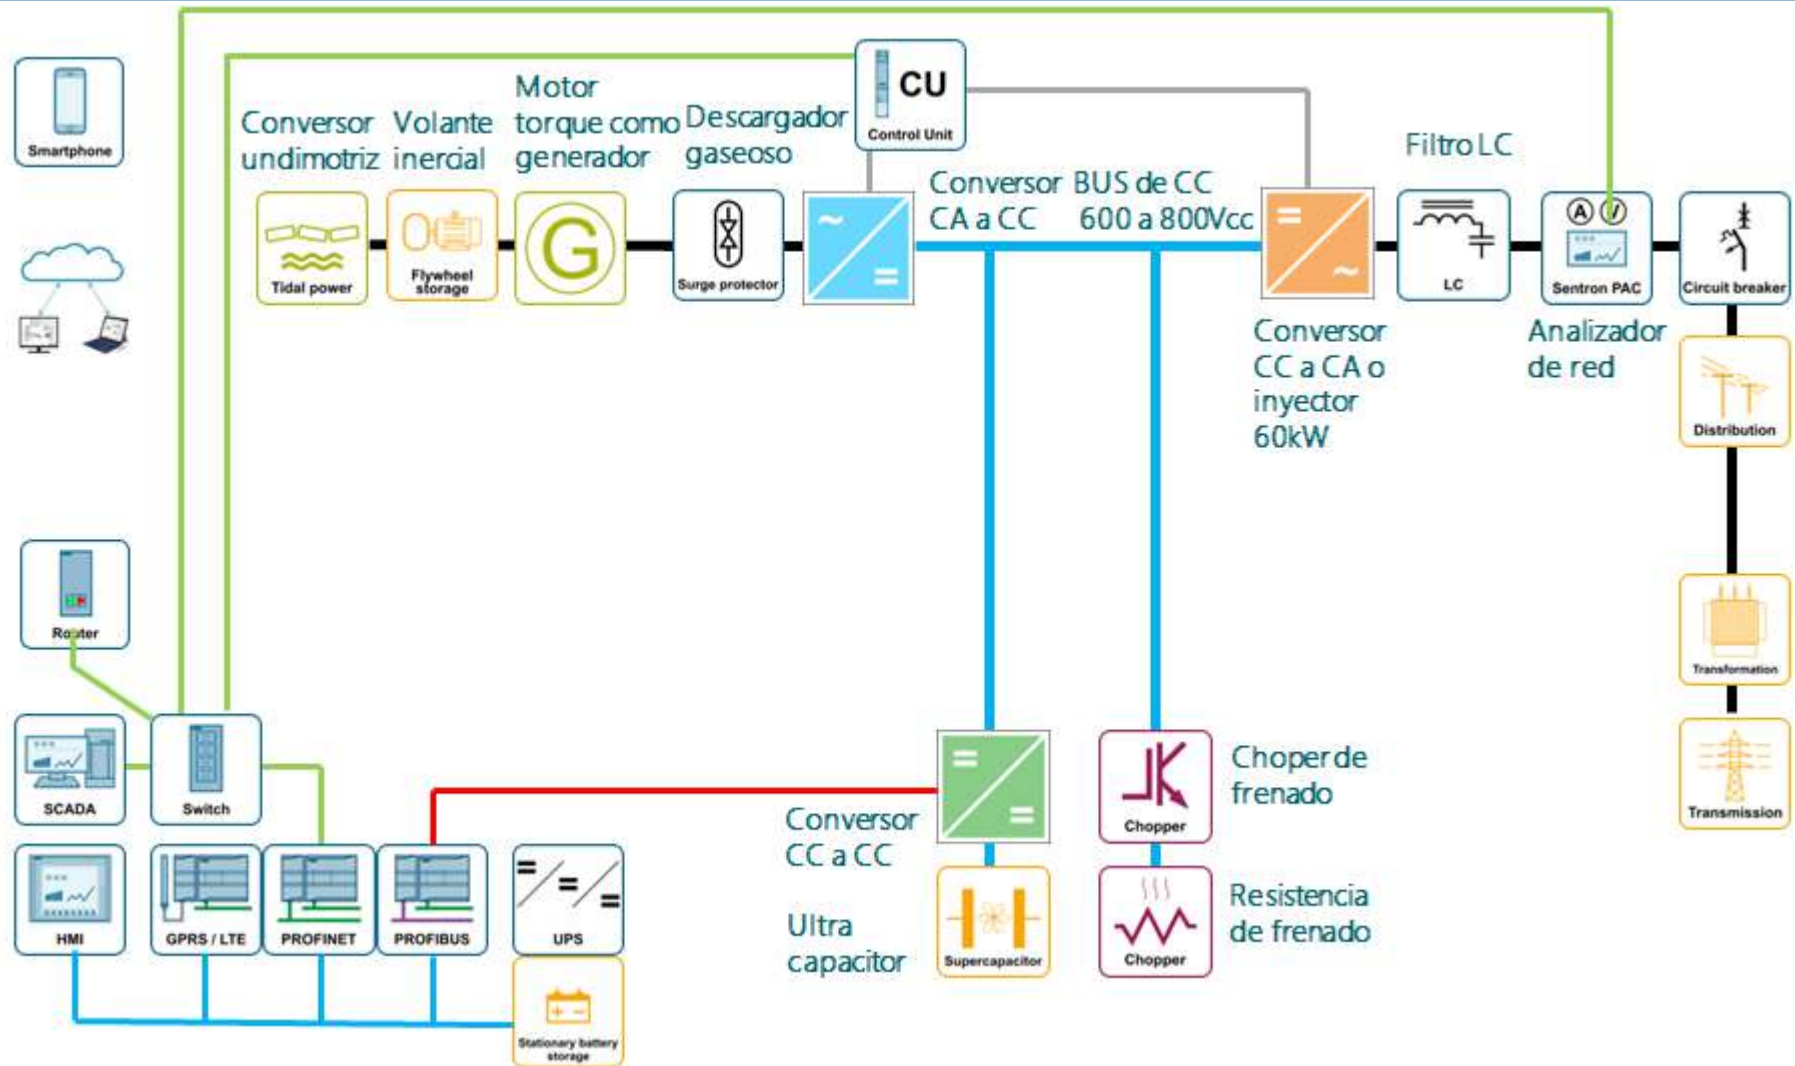 Smartphone
Conversor
undimotriz
Volante
inercial
Motor
torque como
generador
Descargador
gaseoso
CU
Control Unit
Conversor
CA a CC
BUS de CC
600 a 800Vcc
Filtro LC
G
A V
Tidal power
Flywheel
storage
Surge protector
LC
Sentron PAC
Circuit breaker
Conversor
CC a CA o
inyector
60kW
Analizador
de red
Distribution
Router
Transformation
SCADA
Switch
Conversor
CC a CC
Chopper
Choper de
frenado
Transmission
HMI
GPRS / LTE
PROFINET
PROFIBUS
UPS
Ultra
capacitor
Supercapacitor
Chopper
Resistencia
de frenado
Stationary battery
storage